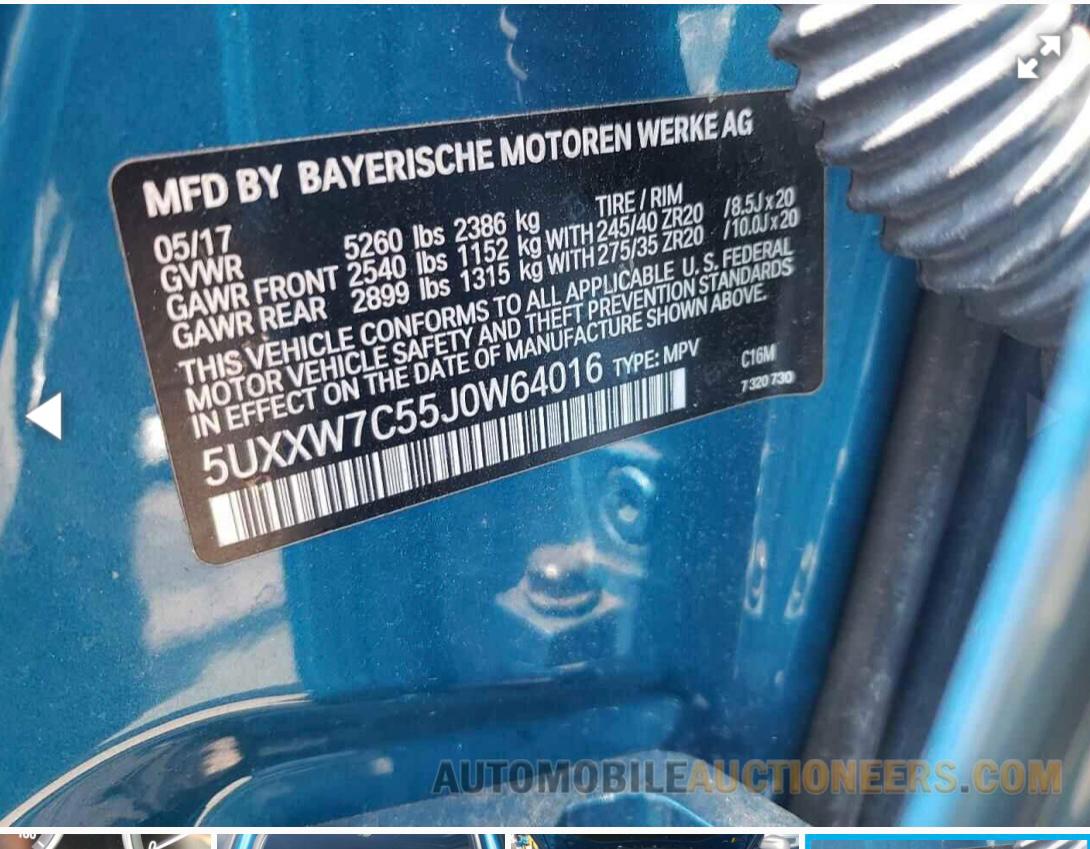 MFD BY BAYERISCHE MOTOREN WERKE AG
05/17 TIRE / RIM
GVWR 5260 lbs 2386 kg
GAWR FRONT 2540 lbs 1152 kg WITH 245/40 ZR20 /8.5J x 20
GAWR REAR 2899 lbs 1315 kg WITH 275/35 ZR20 /10.0J x 20
THIS VEHICLE CONFORMS TO ALL APPLICABLE U.S. FEDERAL
MOTOR VEHICLE SAFETY AND THEFT PREVENTION STANDARDS
IN EFFECT ON THE DATE OF MANUFACTURE SHOWN ABOVE.
5UXXW7C55J0W64016 TYPE: MPV C16M
7 320 730
AUTOMOBILEAUCTIONEERS.COM